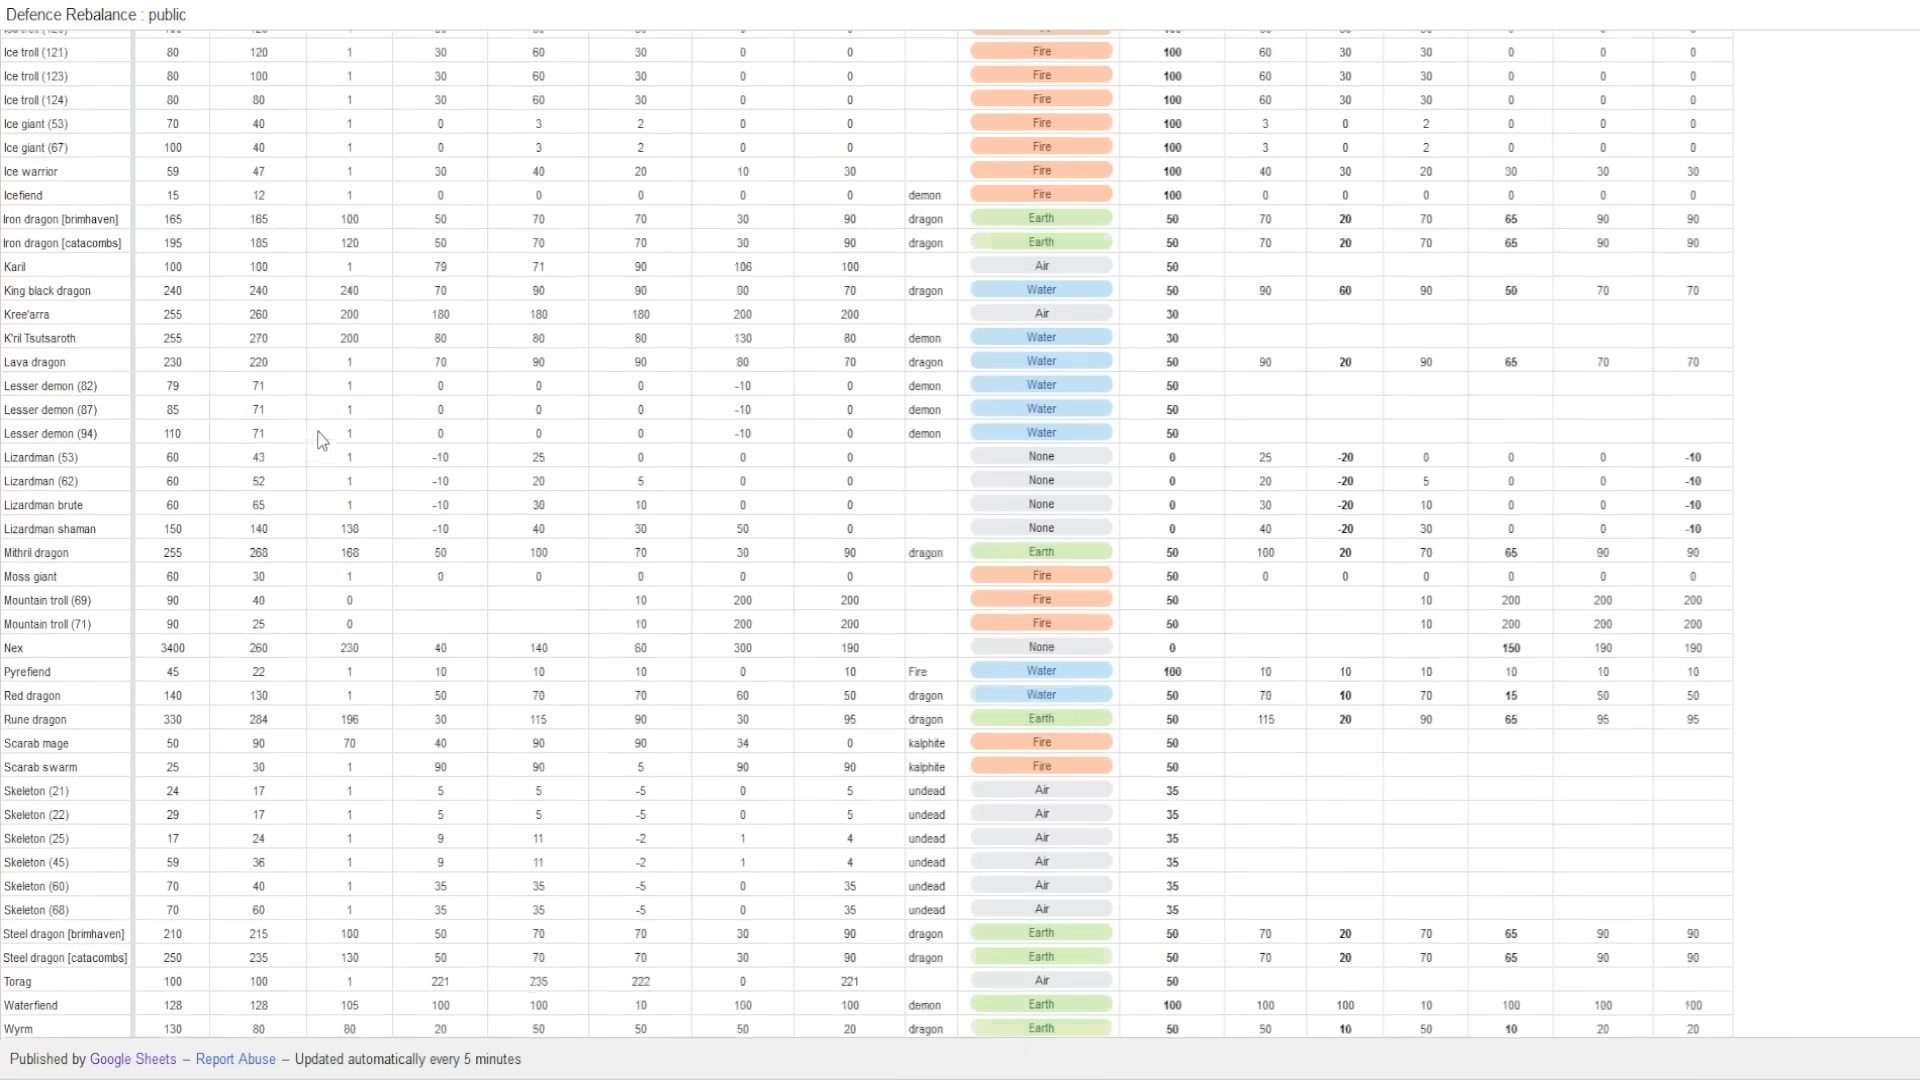 Defence Rebalance : public
Ice troll (121) 80 120 1 30 60 30 0 0 Fire 100 60 30 30 0 0 0
Ice troll (123) 80 100 1 30 60 30 0 0 Fire 100 60 30 30 0 0 0
Ice troll (124) 80 80 1 30 60 30 0 0 Fire 100 60 30 30 0 0 0
Ice giant (53) 70 40 1 0 3 2 0 0 Fire 100 3 0 2 0 0 0
Ice giant (67) 100 40 1 0 3 2 0 0 Fire 100 3 0 2 0 0 0
Ice warrior 59 47 1 30 40 20 10 30 Fire 100 40 30 20 30 30 30
Icefiend 15 12 1 0 0 0 0 0 demon Fire 100 0 0 0 0 0 0
Iron dragon [brimhaven] 165 165 100 50 70 70 30 90 dragon Earth 50 70 20 70 65 90 90
Iron dragon [catacombs] 195 185 120 50 70 70 30 90 dragon Earth 50 70 20 70 65 90 90
Karil 100 100 1 79 71 90 106 100 Air 50
King black dragon 240 240 240 70 90 90 80 70 dragon Water 50 90 60 90 50 70 70
Kree'arra 255 260 200 180 180 180 200 200 Air 30
K'ril Tsutsaroth 255 270 200 80 80 80 130 80 demon Water 30
Lava dragon 230 220 1 70 90 90 80 70 dragon Water 50 90 20 90 65 70 70
Lesser demon (82) 79 71 1 0 0 0 -10 0 demon Water 50
Lesser demon (87) 85 71 1 0 0 0 -10 0 demon Water 50
Lesser demon (94) 110 71 1 0 0 0 -10 0 demon Water 50
Lizardman (53) 60 43 1 -10 25 0 0 0 None 0 25 -20 0 0 0 -10
Lizardman (62) 60 52 1 -10 20 5 0 0 None 0 20 -20 5 0 0 -10
Lizardman brute 60 65 1 -10 30 10 0 0 None 0 30 -20 10 0 0 -10
Lizardman shaman 150 140 130 -10 40 30 50 0 None 0 40 -20 30 0 0 -10
Mithril dragon 255 268 168 50 100 70 30 90 dragon Earth 50 100 20 70 65 90 90
Moss giant 60 30 1 0 0 0 0 0 Fire 50 0 0 0 0 0 0
Mountain troll (69) 90 40 0 10 200 200 Fire 50 10 200 200 200
Mountain troll (71) 90 25 0 10 200 200 Fire 50 10 200 200 200
Nex 3400 260 230 40 140 60 300 190 None 0 150 190 190
Pyrefiend 45 22 1 10 10 10 0 10 Fire Water 100 10 10 10 10 10 10
Red dragon 140 130 1 50 70 70 60 50 dragon Water 50 70 10 70 15 50 50
Rune dragon 330 284 196 30 115 90 30 95 dragon Earth 50 115 20 90 65 95 95
Scarab mage 50 90 70 40 90 90 34 0 kalphite Fire 50
Scarab swarm 25 30 1 90 90 5 90 90 kalphite Fire 50
Skeleton (21) 24 17 1 5 5 -5 0 5 undead Air 35
Skeleton (22) 29 17 1 5 5 -5 0 5 undead Air 35
Skeleton (25) 17 24 1 9 11 -2 1 4 undead Air 35
Skeleton (45) 59 36 1 9 11 -2 1 4 undead Air 35
Skeleton (60) 70 40 1 35 35 -5 0 35 undead Air 35
Skeleton (68) 70 60 1 35 35 -5 0 35 undead Air 35
Steel dragon [brimhaven] 210 215 100 50 70 70 30 90 dragon Earth 50 70 20 70 65 90 90
Steel dragon [catacombs] 250 235 130 50 70 70 30 90 dragon Earth 50 70 20 70 65 90 90
Torag 100 100 1 221 235 222 0 221 Air 50
Waterfiend 128 128 105 100 100 10 100 100 demon Earth 100 100 100 10 100 100 100
Wyrm 130 80 80 20 50 50 50 20 dragon Earth 50 50 10 50 10 20 20
Published by Google Sheets – Report Abuse – Updated automatically every 5 minutes